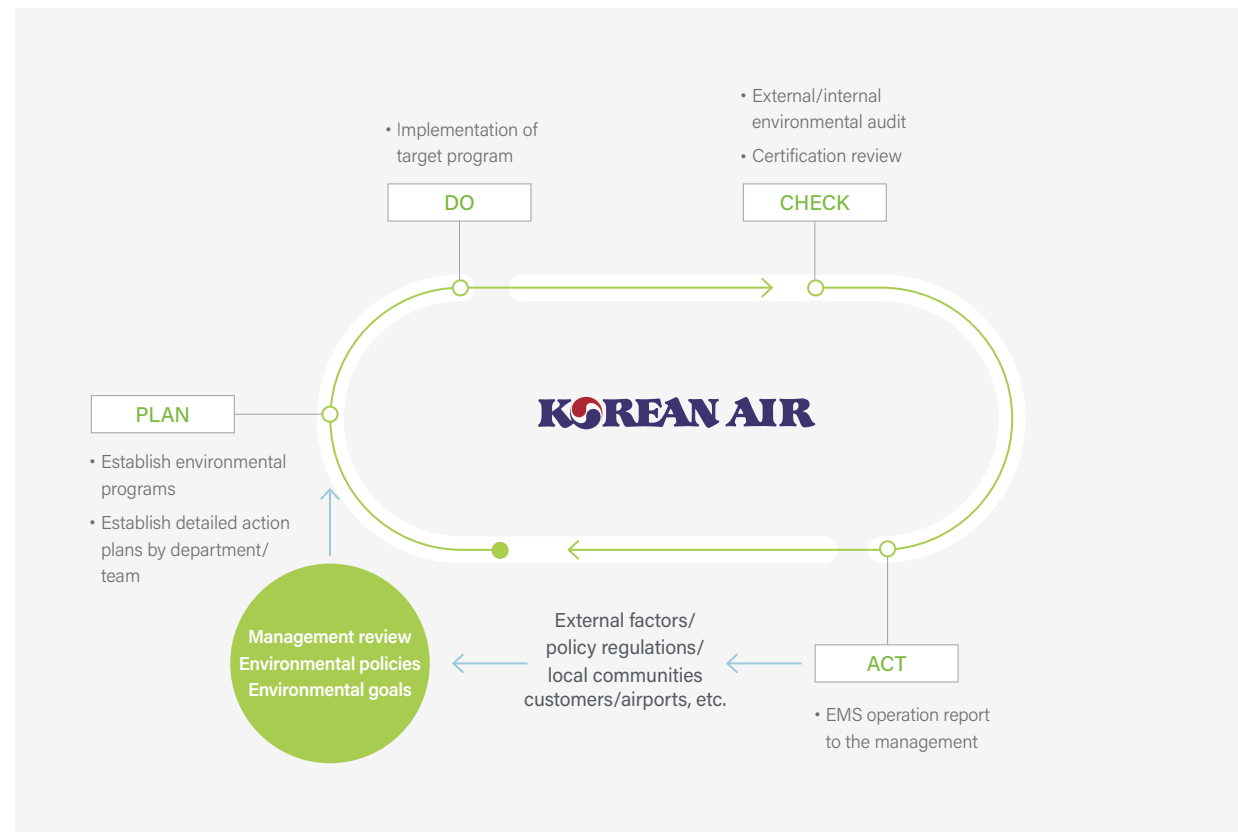 • External/internal
environmental audit
• Certification review
• Implementation of
target program
DO
CHECK
KOREAN AIR
PLAN
• Establish environmental
programs
• Establish detailed action
plans by department/
team
Management review
Environmental policies
Environmental goals
External factors/
policy regulations/
local communities
customers/airports, etc.
ACT
• EMS operation report
to the management